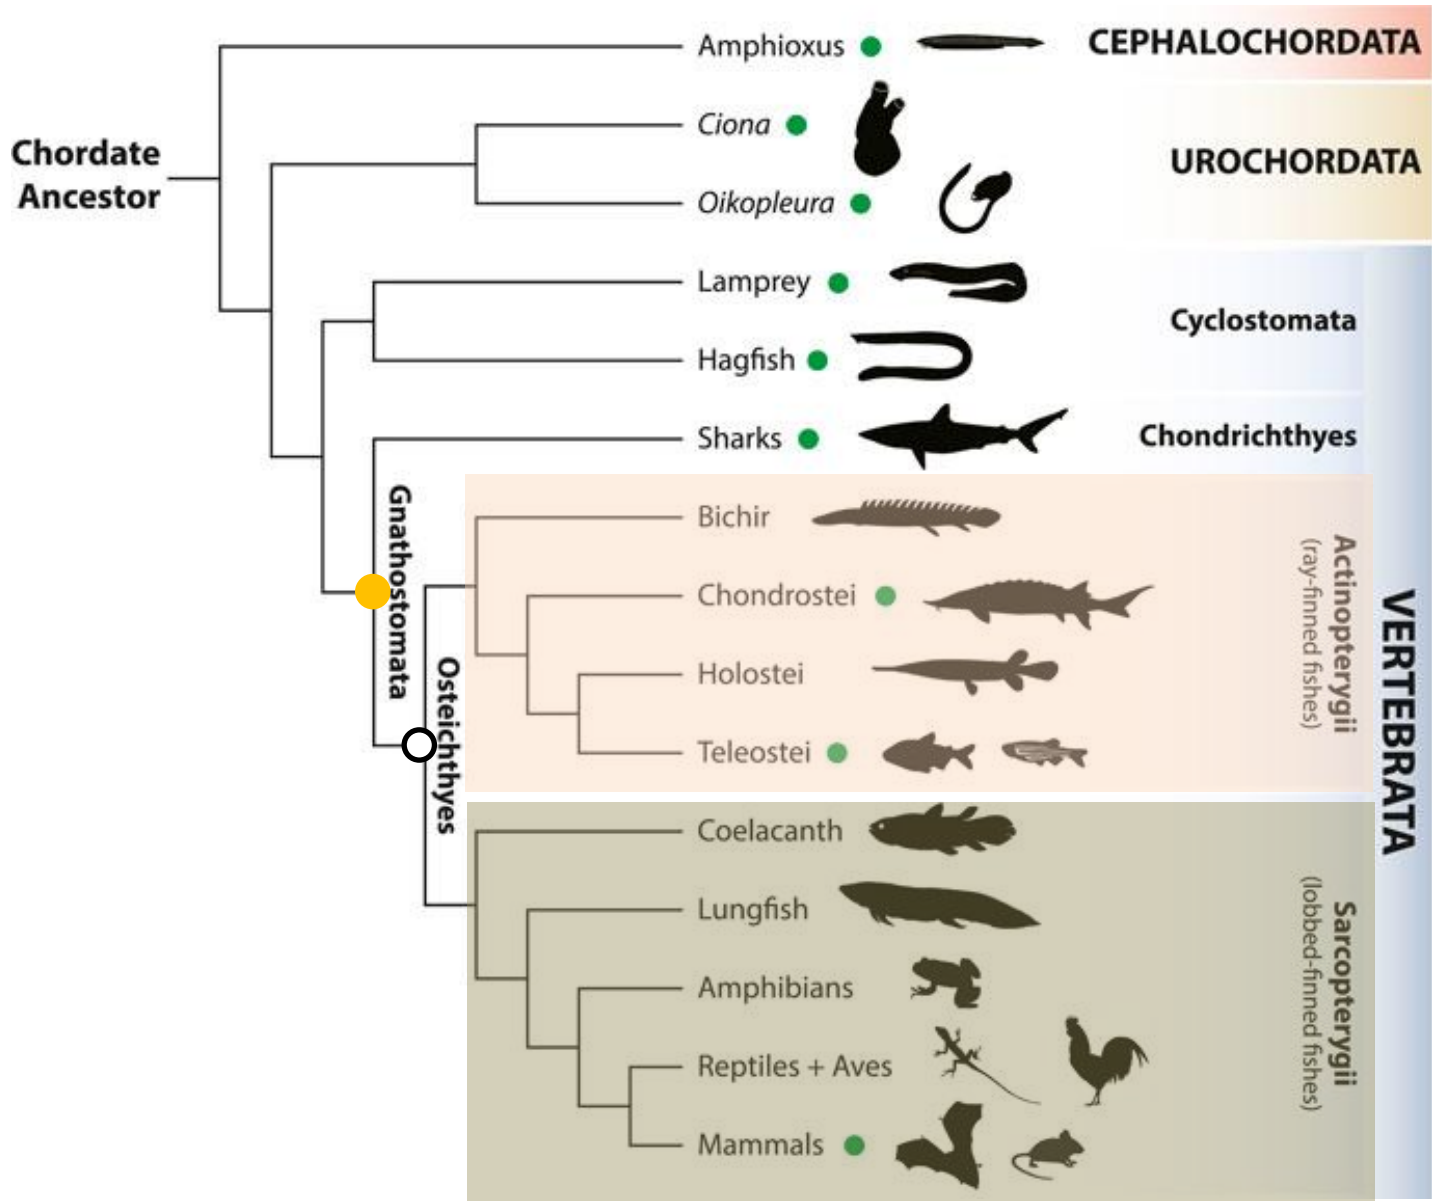 Amphioxus
CEPHALOCHORDATA
Chordate
Ancestor
Ciona
UROCHORDATA
Oikopleura
Lamprey
Cyclostomata
Hagfish
Sharks
Chondrichthyes
Gnathostomata
Osteichthyes
Bichir
Chondrostei
Holostei
Teleostei
Actinopterygii
(ray-finned fishes)
VERTEBRATA
Coelacanth
Lungfish
Amphibians
Reptiles + Aves
Mammals
Sarcopterygii
(lobbed-finned fishes)